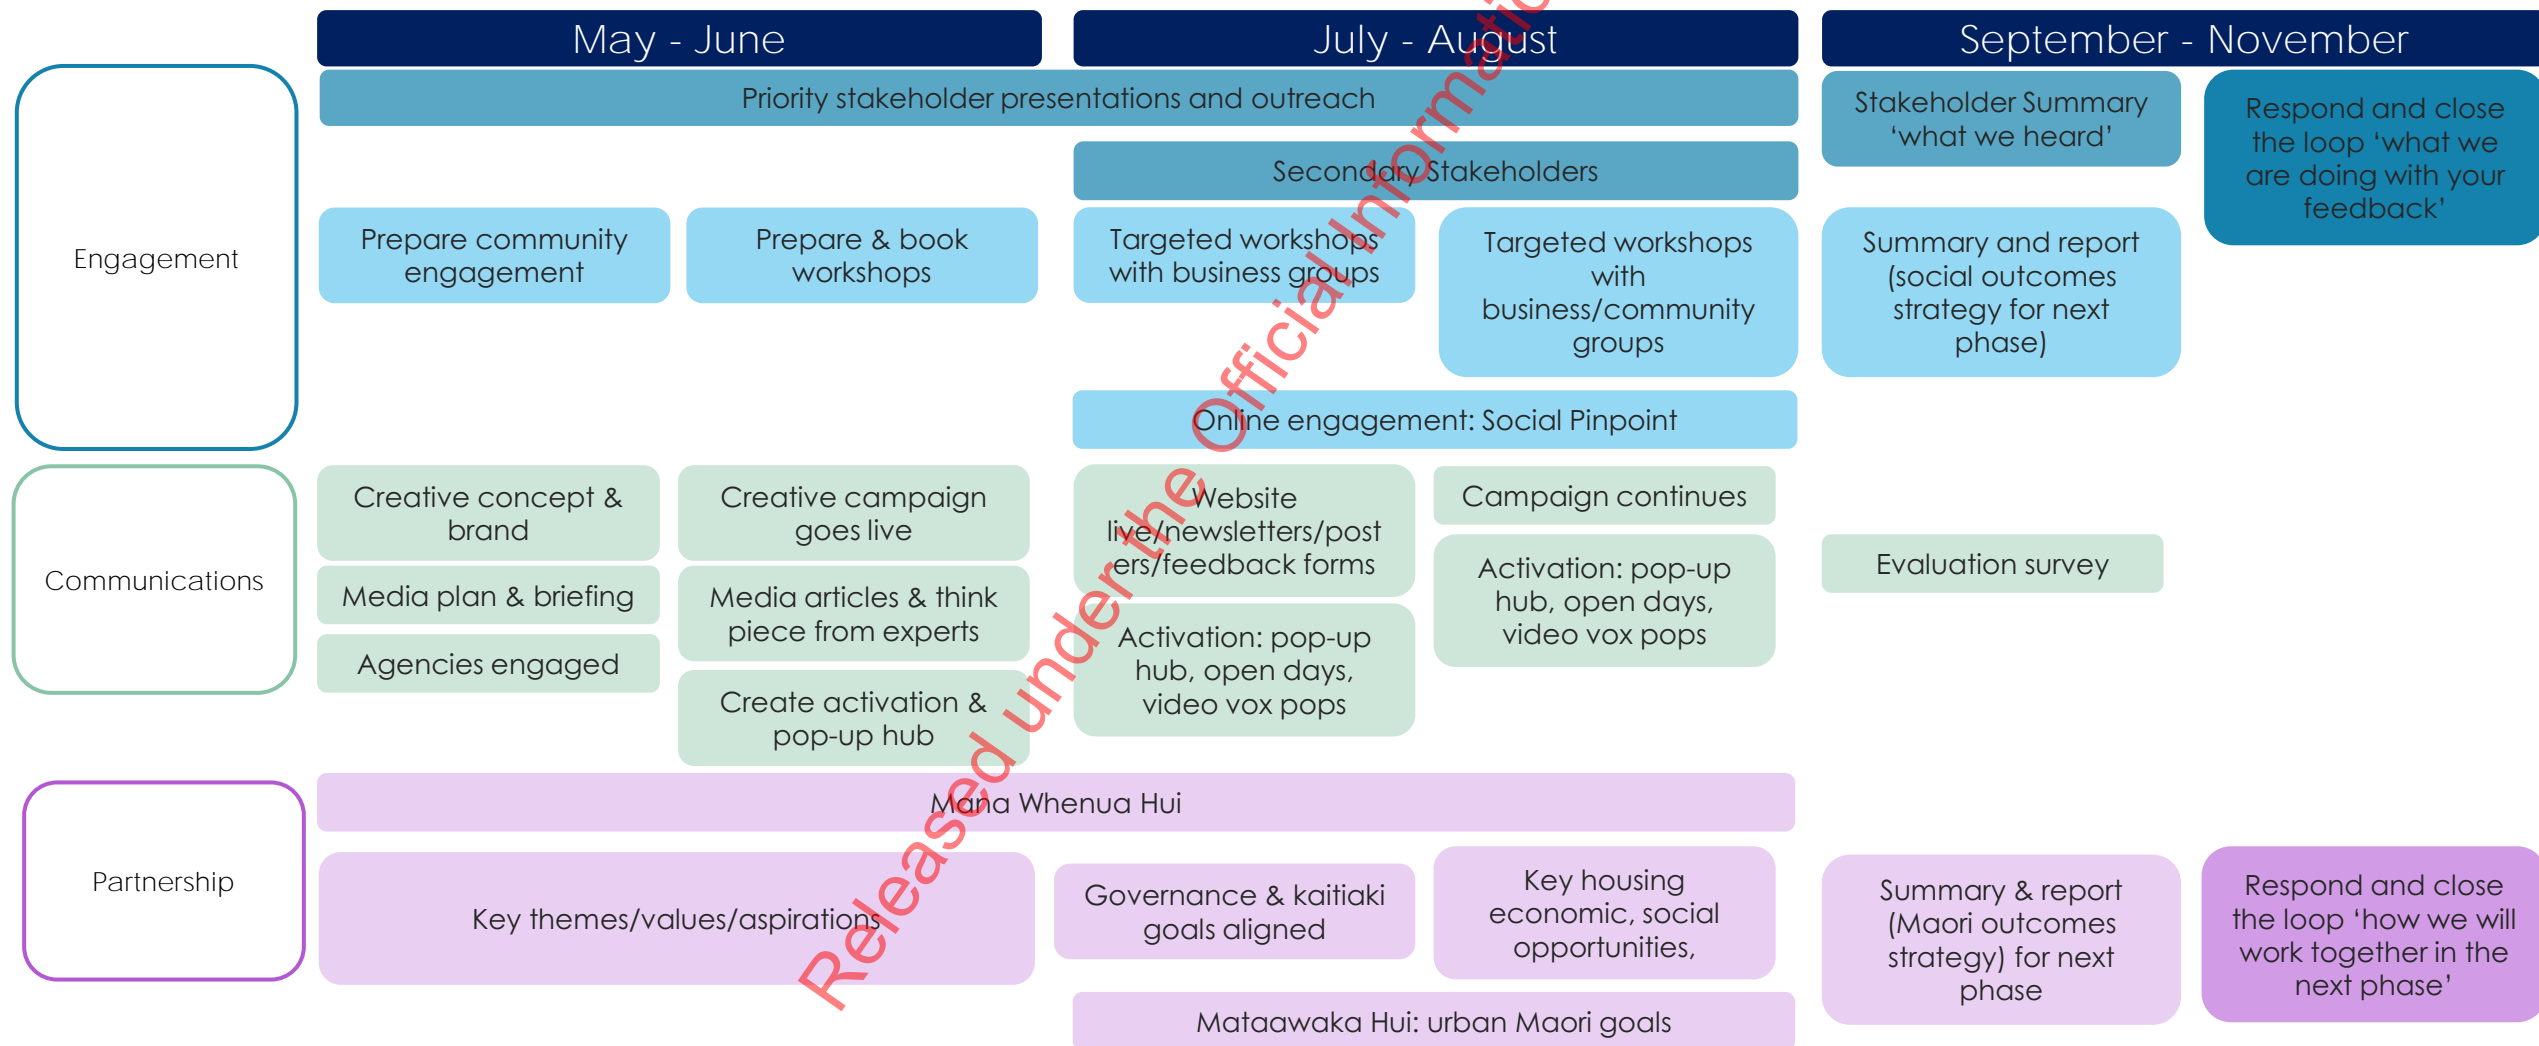 May - June
July - August
September - November
Engagement
Priority stakeholder presentations and outreach
Stakeholder Summary
‘what we heard’
Respond and close
the loop ‘what we
are doing with your
feedback’
Secondary Stakeholders
Prepare community
engagement
Prepare & book
workshops
Targeted workshops
with business groups
Targeted workshops
with
business/community
groups
Summary and report
(social outcomes
strategy for next
phase)
Online engagement: Social Pinpoint
Communications
Creative concept &
brand
Media plan & briefing
Agencies engaged
Creative campaign
goes live
Media articles & think
piece from experts
Create activation &
pop-up hub
Website
live/newsletters/post
ers/feedback forms
Activation: pop-up
hub, open days,
video vox pops
Campaign continues
Activation: pop-up
hub, open days,
video vox pops
Evaluation survey
Partnership
Mana Whenua Hui
Key themes/values/aspirations
Governance & kaitiaki
goals aligned
Key housing
economic, social
opportunities,
Summary & report
(Maori outcomes
strategy) for next
phase
Respond and close
the loop ‘how we will
work together in the
next phase’
Mataawaka Hui: urban Maori goals
Released under the Official